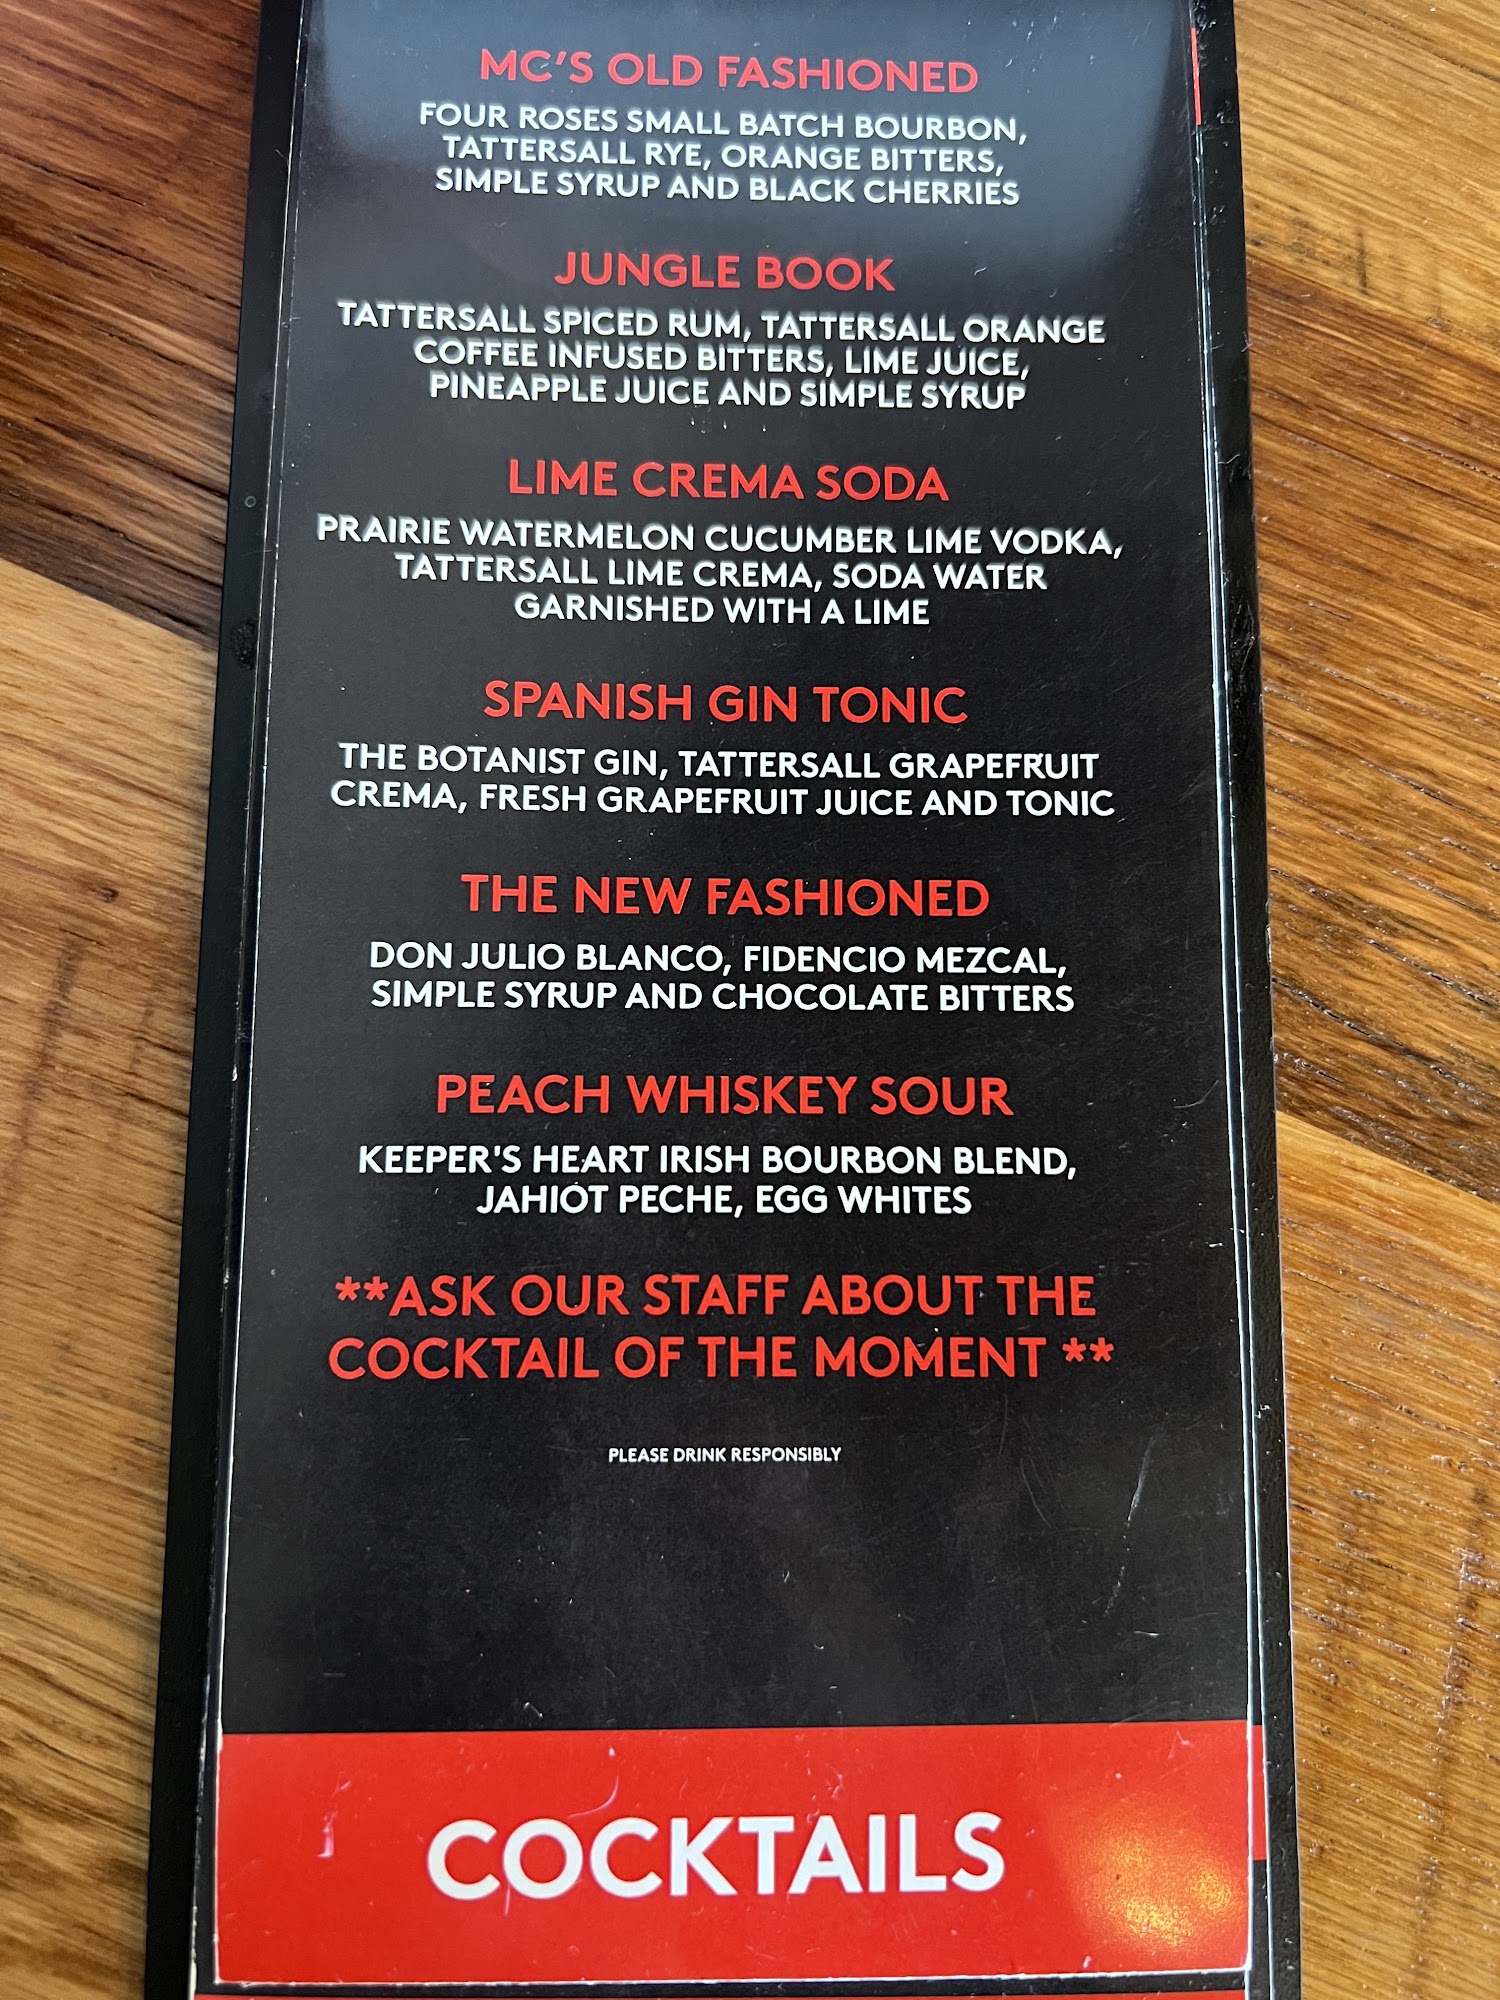 MC'S OLD FASHIONED
FOUR ROSES SMALL BATCH BOURBON,
TATTERSALL RYE, ORANGE BITTERS,
SIMPLE SYRUP AND BLACK CHERRIES
JUNGLE BOOK
TATTERSALL SPICED RUM, TATTERSALL ORANGE
COFFEE INFUSED BITTERS, LIME JUICE,
PINEAPPLE JUICE AND SIMPLE SYRUP
LIME CREMA SODA
PRAIRIE WATERMELON CUCUMBER LIME VODKA,
TATTERSALL LIME CREMA, SODA WATER
GARNISHED WITH A LIME
SPANISH GIN TONIC
THE BOTANIST GIN, TATTERSALL GRAPEFRUIT
CREMA, FRESH GRAPEFRUIT JUICE AND TONIC
THE NEW FASHIONED
DON JULIO BLANCO, FIDENCIO MEZCAL,
SIMPLE SYRUP AND CHOCOLATE BITTERS
PEACH WHISKEY SOUR
KEEPER'S HEART IRISH BOURBON BLEND,
JAHIOT PECHE, EGG WHITES
**ASK OUR STAFF ABOUT THE
COCKTAIL OF THE MOMENT **
PLEASE DRINK RESPONSIBLY
COCKTAILS